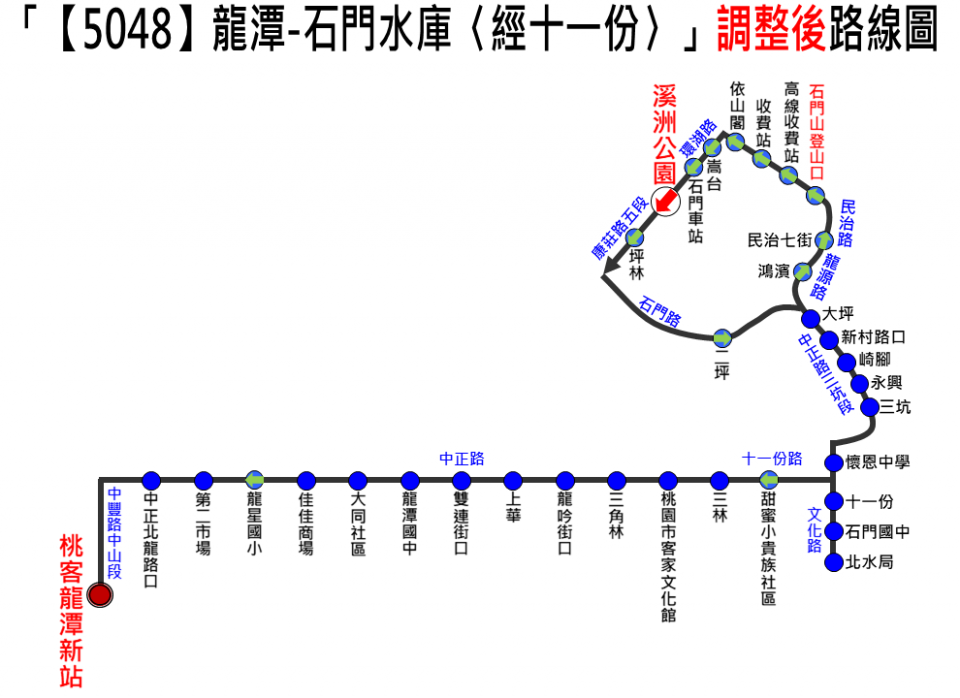 「【5048】龍潭-石門水庫〈經十一份〉」調整後路線圖
溪洲公園
依山閣
收費站
高線收費站
石門山登山口
環湖路
嵩台
石門車站
康莊路五段
坪林
民治路
民治七街
鴻濱
龍源路
石門路
二坪
大坪
新村路口
崎腳
永興
三坑
中正路三坑段
懷恩中學
十一份
石門國中
北水局
文化路
十一份路
中正路
中豐路中山段
桃客龍潭新站
中正北龍路口
第二市場
龍星國小
佳佳商場
大同社區
龍潭國中
雙連街口
上華
龍吟街口
三角林
桃園市客家文化館
三林
甜蜜小貴族社區